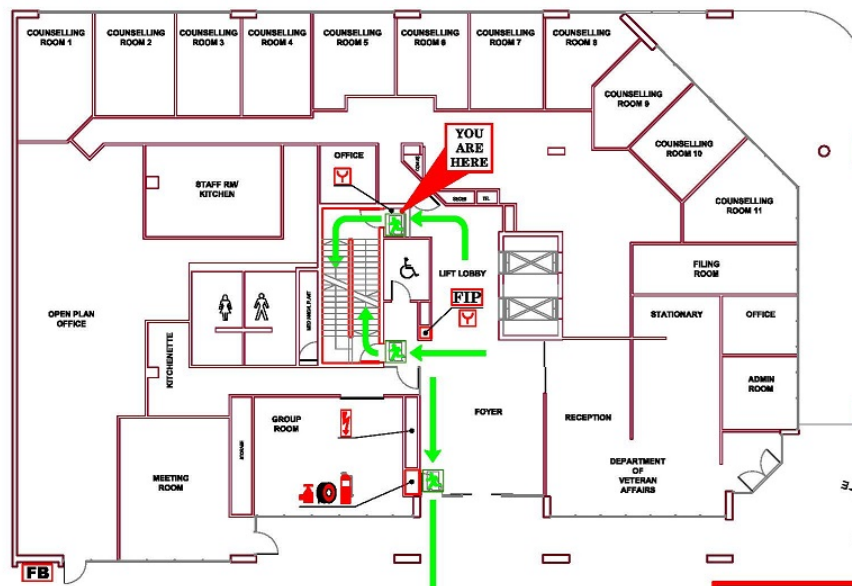 COUNSELLING
ROOM 1
COUNSELLING
ROOM 2
COUNSELLING
ROOM 3
COUNSELLING
ROOM 4
COUNSELLING
ROOM 5
COUNSELLING
ROOM 6
COUNSELLING
ROOM 7
COUNSELLING
ROOM 8
COUNSELLING
ROOM 9
COUNSELLING
ROOM 10
COUNSELLING
ROOM 11
YOU
ARE
HERE
OFFICE
STAFF RM/
KITCHEN
LIFT LOBBY
FILING
ROOM
FIP
OPEN PLAN
OFFICE
STATIONARY
OFFICE
KITCHENETTE
ADMIN
ROOM
GROUP
ROOM
FOYER
RECEPTION
MEETING
ROOM
STORAGE
DEPARTMENT
OF
VETERAN
AFFAIRS
FB